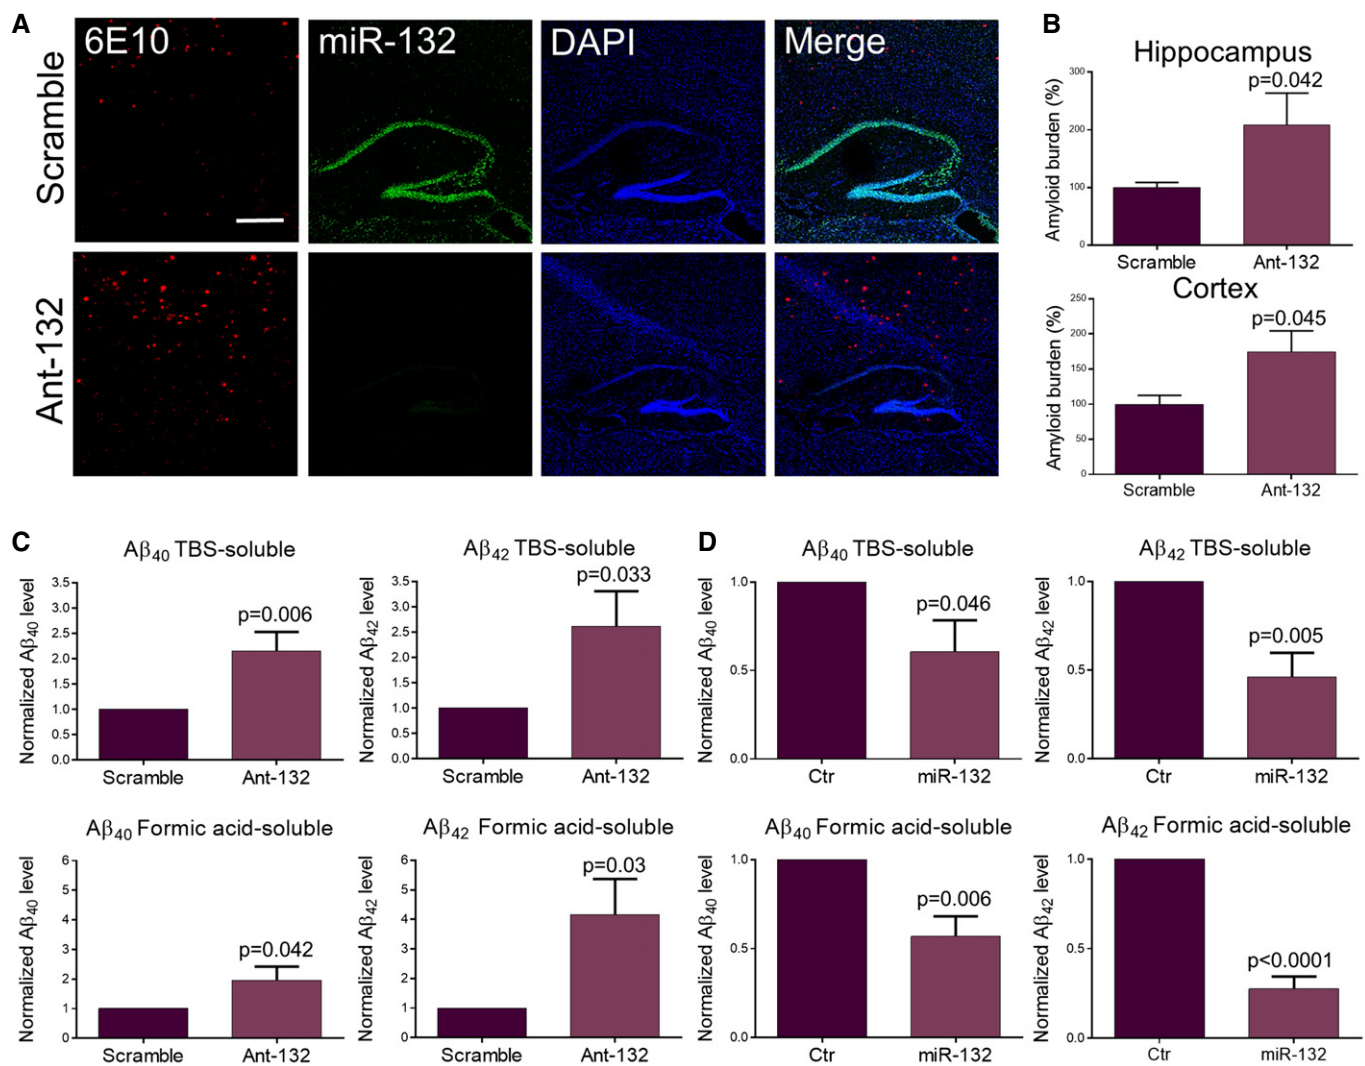 A
6E10
miR-132
DAPI
Merge
Scramble
Ant-132
B
Hippocampus
Amyloid burden (%)
300
200
100
0
p=0.042
Scramble
Ant-132
Cortex
Amyloid burden (%)
250
200
150
100
50
0
p=0.045
Scramble
Ant-132
C
Aβ40 TBS-soluble
Normalized Aβ40 level
3.5
3.0
2.5
2.0
1.5
1.0
0.5
0.0
p=0.006
Scramble
Ant-132
Aβ42 TBS-soluble
Normalized Aβ42 level
3.5
3.0
2.5
2.0
1.5
1.0
0.5
0.0
p=0.033
Scramble
Ant-132
Aβ40 Formic acid-soluble
Normalized Aβ40 level
6
5
4
3
2
1
0
p=0.042
Scramble
Ant-132
Aβ42 Formic acid-soluble
Normalized Aβ42 level
6
5
4
3
2
1
0
p=0.03
Scramble
Ant-132
D
Aβ40 TBS-soluble
Normalized Aβ40 level
1.0
0.5
0.0
p=0.046
Ctr
miR-132
Aβ42 TBS-soluble
Normalized Aβ42 level
1.0
0.5
0.0
p=0.005
Ctr
miR-132
Aβ40 Formic acid-soluble
Normalized Aβ40 level
1.0
0.5
0.0
p=0.006
Ctr
miR-132
Aβ42 Formic acid-soluble
Normalized Aβ42 level
1.0
0.5
0.0
p<0.0001
Ctr
miR-132